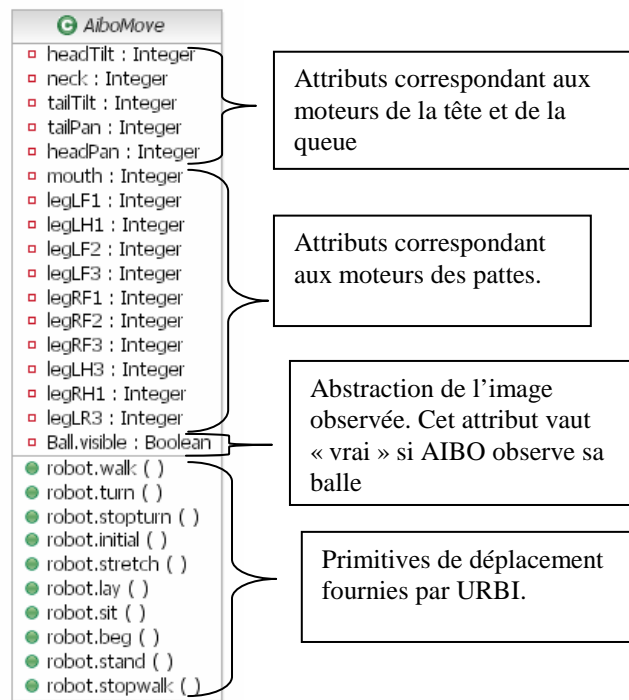 AiboMove
headTilt : Integer
neck : Integer
tailTilt : Integer
tailPan : Integer
headPan : Integer
mouth : Integer
legLF1 : Integer
legLH1 : Integer
legLF2 : Integer
legLF3 : Integer
legRF1 : Integer
legRF2 : Integer
legRF3 : Integer
legLH3 : Integer
legRH1 : Integer
legLR3 : Integer
Ball.visible : Boolean
robot.walk ( )
robot.turn ( )
robot.stopturn ( )
robot.initial ( )
robot.stretch ( )
robot.lay ( )
robot.sit ( )
robot.beg ( )
robot.stand ( )
robot.stopwalk ( )
Attributs correspondant aux
moteurs de la tête et de la
queue
Attributs correspondant
aux moteurs des pattes.
Abstraction de l’image
observée. Cet attribut vaut
« vrai » si AIBO observe sa
balle
Primitives de déplacement
fournies par URBI.